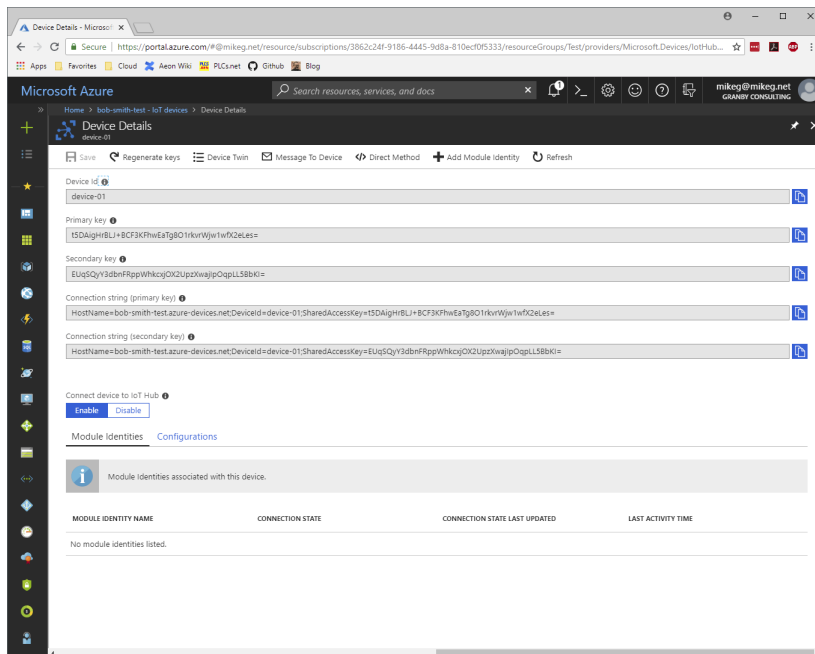 Device Details - Microsof
Secure | https://portal.azure.com/#@mikeg.net/resource/subscriptions/3862c24f-9186-4445-9d8a-810ecf0f5333/resourceGroups/Test/providers/Microsoft.Devices/IotHub...
Apps Favorites Cloud Aeon Wiki PLCs.net Github Blog
Microsoft Azure Search resources, services, and docs 1 mikeg@mikeg.net
GRANBY CONSULTING
Home > bob-smith-test - IoT devices > Device Details
Device Details
device-01
Save Regenerate keys Device Twin Message To Device Direct Method Add Module Identity Refresh
Device Id
device-01
Primary key
t5DAigHrBLJ+BCF3KFhwEaTg8O1rkvrWjw1wfX2eLes=
Secondary key
EUqSQyY3dbnFRppWhkcxjOX2UpzXwajIpOqpLL5BbKI=
Connection string (primary key)
HostName=bob-smith-test.azure-devices.net;DeviceId=device-01;SharedAccessKey=t5DAigHrBLJ+BCF3KFhwEaTg8O1rkvrWjw1wfX2eLes=
Connection string (secondary key)
HostName=bob-smith-test.azure-devices.net;DeviceId=device-01;SharedAccessKey=EUqSQyY3dbnFRppWhkcxjOX2UpzXwajIpOqpLL5BbKI=
Connect device to IoT Hub
Enable Disable
Module Identities Configurations
Module Identities associated with this device.
MODULE IDENTITY NAME CONNECTION STATE CONNECTION STATE LAST UPDATED LAST ACTIVITY TIME
No module identities listed.